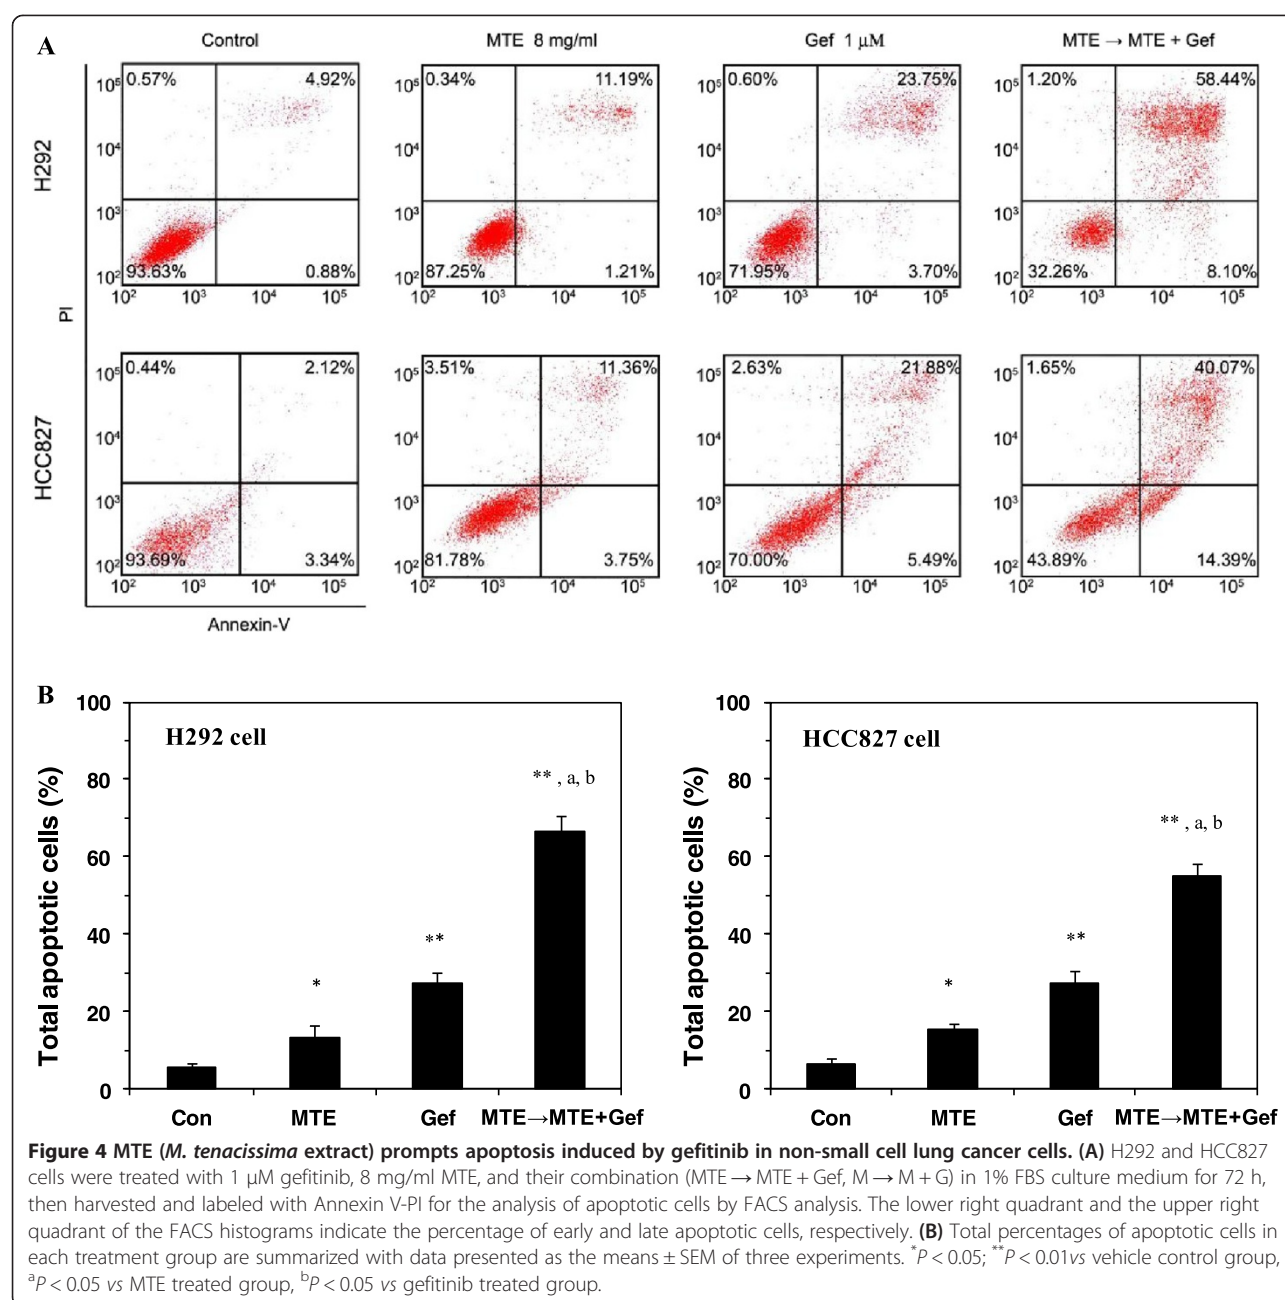 A
Control
MTE 8 mg/ml
Gef 1 μM
MTE → MTE + Gef
H292
10⁵
10⁴
10³
10²
0.57%
4.92%
93.63%
0.88%
10² 10³ 10⁴ 10⁵
10⁵
10⁴
10³
10²
0.34%
11.19%
87.25%
1.21%
10² 10³ 10⁴ 10⁵
10⁵
10⁴
10³
10²
0.60%
23.75%
71.95%
3.70%
10² 10³ 10⁴ 10⁵
10⁵
10⁴
10³
10²
1.20%
58.44%
32.26%
8.10%
10² 10³ 10⁴ 10⁵
PI
HCC827
10⁵
10⁴
10³
10²
0.44%
2.12%
93.69%
3.34%
10² 10³ 10⁴ 10⁵
10⁵
10⁴
10³
10²
3.51%
11.36%
81.78%
3.75%
10² 10³ 10⁴ 10⁵
10⁵
10⁴
10³
10²
2.63%
21.88%
70.00%
5.49%
10² 10³ 10⁴ 10⁵
10⁵
10⁴
10³
10²
1.65%
40.07%
43.89%
14.39%
10² 10³ 10⁴ 10⁵
Annexin-V
B
Total apoptotic cells (%)
100
80
60
40
20
0
H292 cell
*
**
** , a, b
Con MTE Gef MTE→MTE+Gef
Total apoptotic cells (%)
100
80
60
40
20
0
HCC827 cell
*
**
** , a, b
Con MTE Gef MTE→MTE+Gef
Figure 4 MTE (M. tenacissima extract) prompts apoptosis induced by gefitinib in non-small cell lung cancer cells. (A) H292 and HCC827
cells were treated with 1 μM gefitinib, 8 mg/ml MTE, and their combination (MTE → MTE + Gef, M → M + G) in 1% FBS culture medium for 72 h,
then harvested and labeled with Annexin V-PI for the analysis of apoptotic cells by FACS analysis. The lower right quadrant and the upper right
quadrant of the FACS histograms indicate the percentage of early and late apoptotic cells, respectively. (B) Total percentages of apoptotic cells in
each treatment group are summarized with data presented as the means ± SEM of three experiments. *P < 0.05; **P < 0.01vs vehicle control group,
ᵃP < 0.05 vs MTE treated group, ᵇP < 0.05 vs gefitinib treated group.